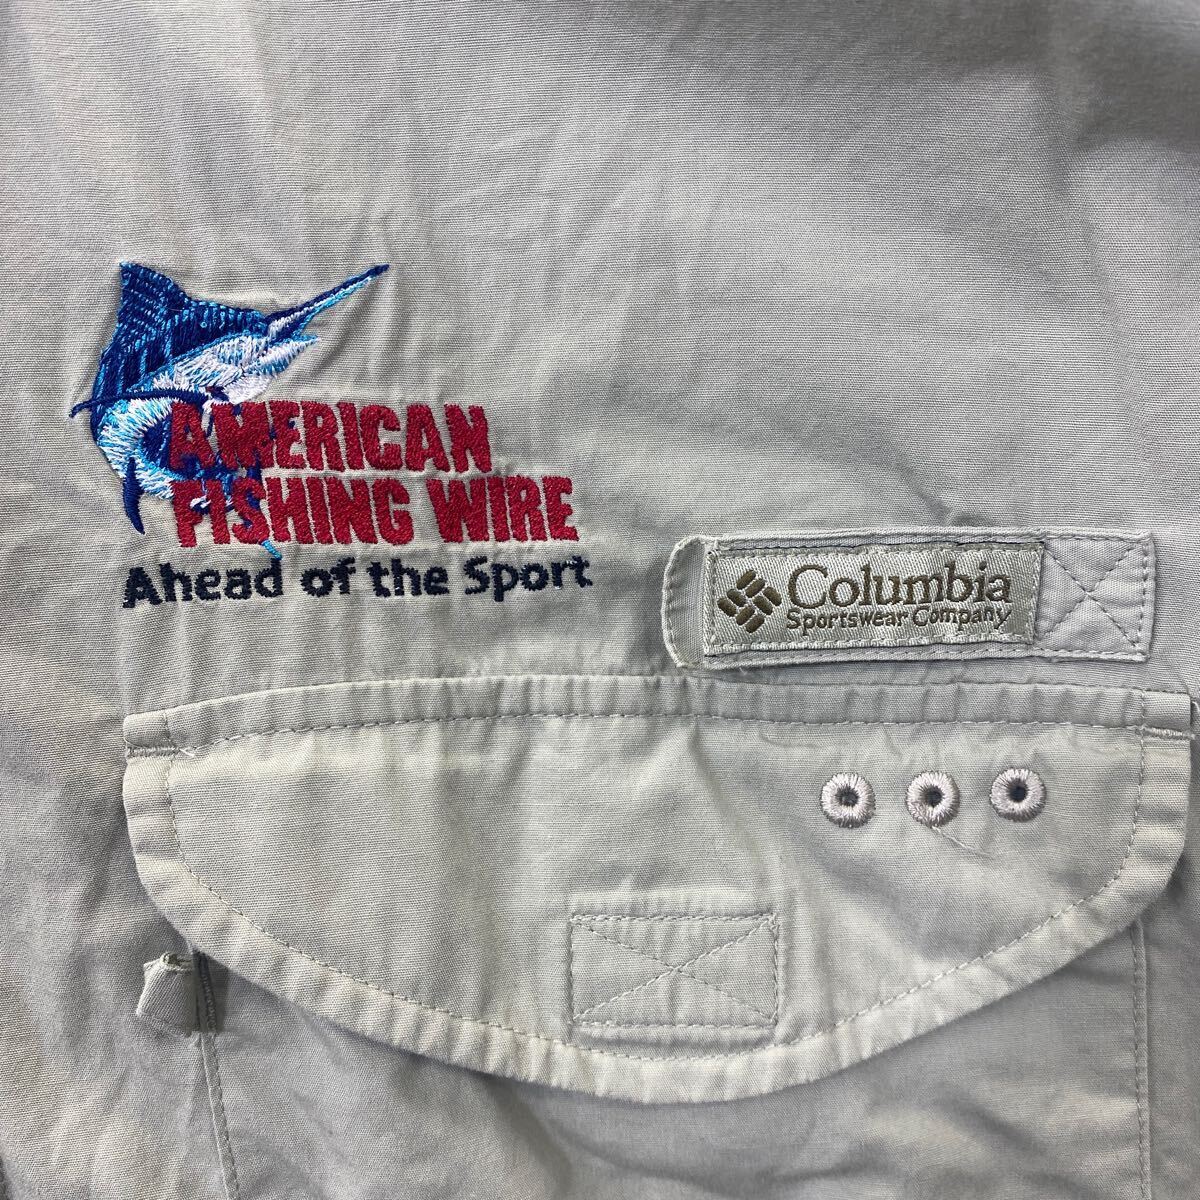 AMERICAN
FISHING WIRE
Ahead of the Sport
Columbia
Sportswear Company